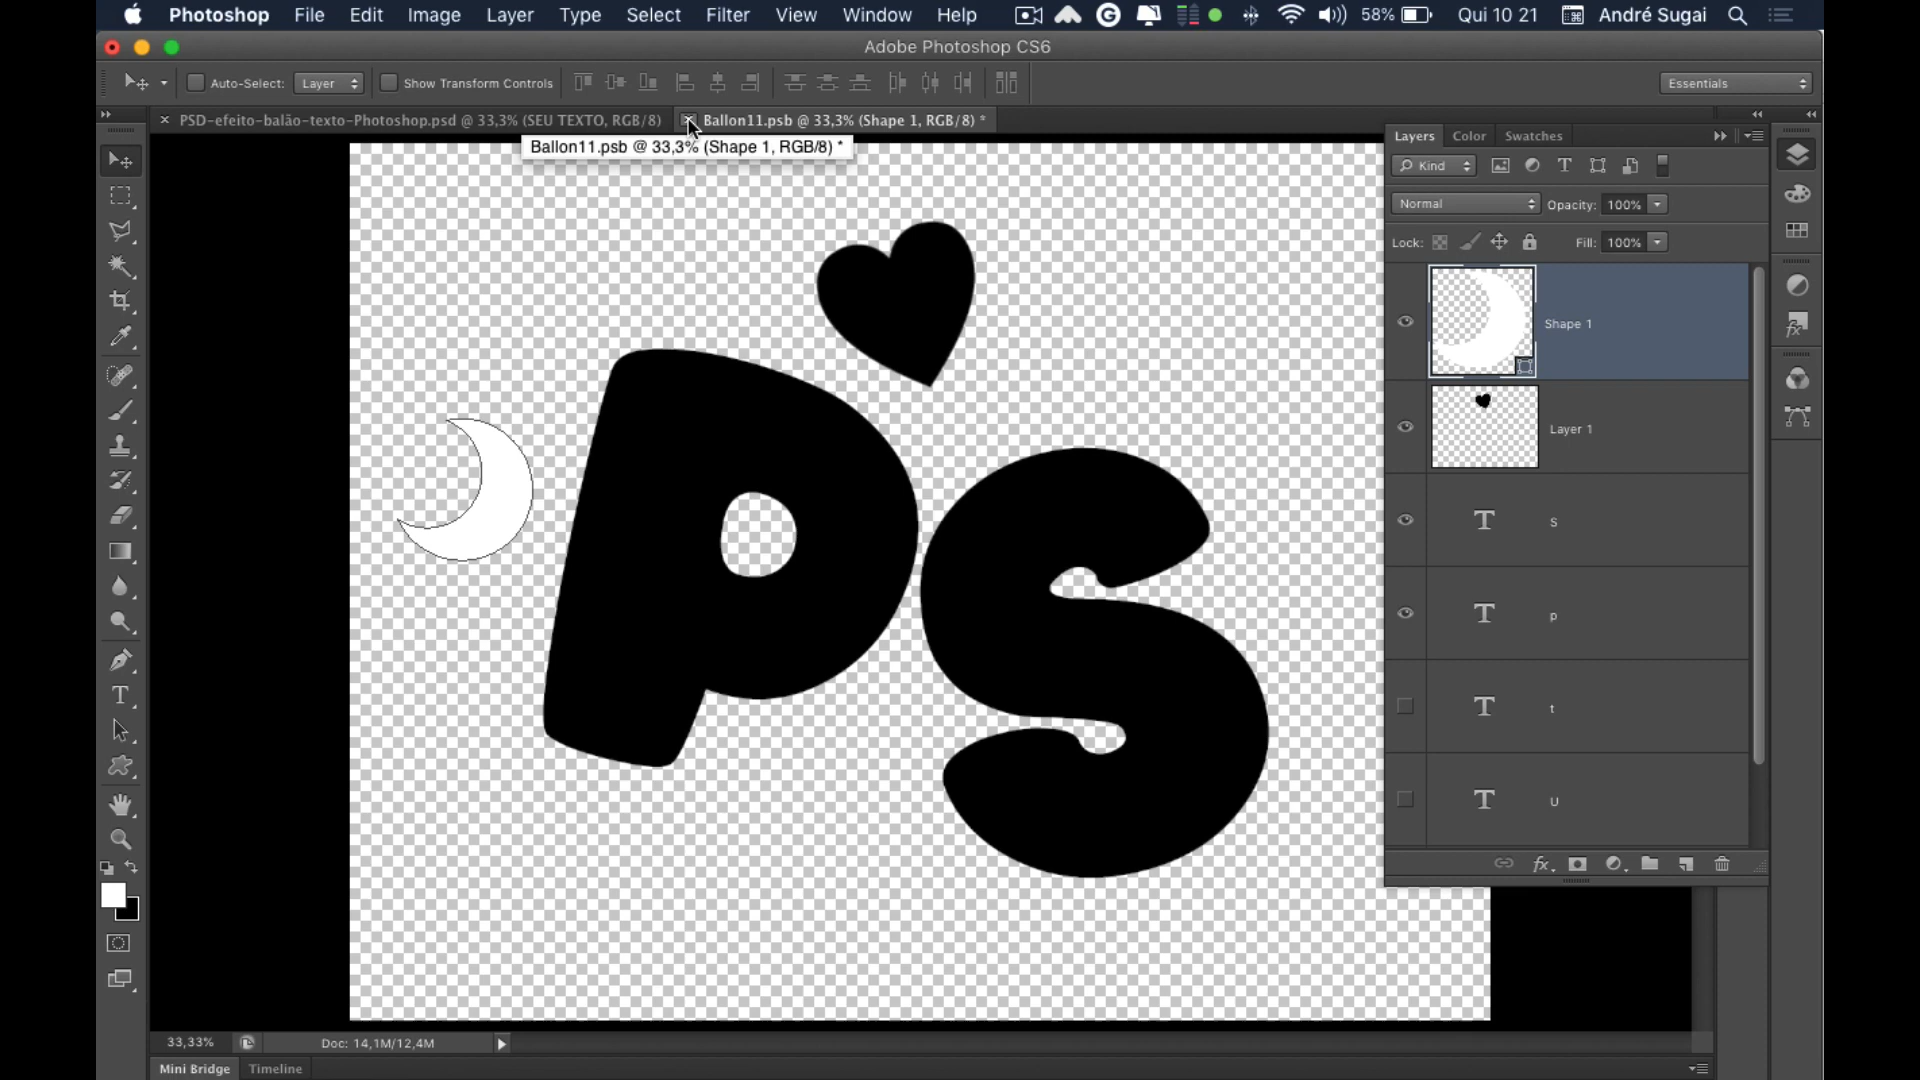 Photoshop File Edit Image Layer Type Select Filter View Window Help 58% Qui 10 21 André Sugai
Adobe Photoshop CS6
Auto-Select: Layer Show Transform Controls Essentials
PSD-efeito-balão-texto-Photoshop.psd @ 33,3% (SEU TEXTO, RGB/8) Ballon11.psb @ 33,3% (Shape 1, RGB/8) *
Ballon11.psb @ 33,3% (Shape 1, RGB/8) *
Layers Color Swatches
Kind
Normal Opacity: 100%
Lock: Fill: 100%
Shape 1
Layer 1
S
p
t
U
Ps
33,33% Doc: 14,1M/12,4M
Mini Bridge Timeline